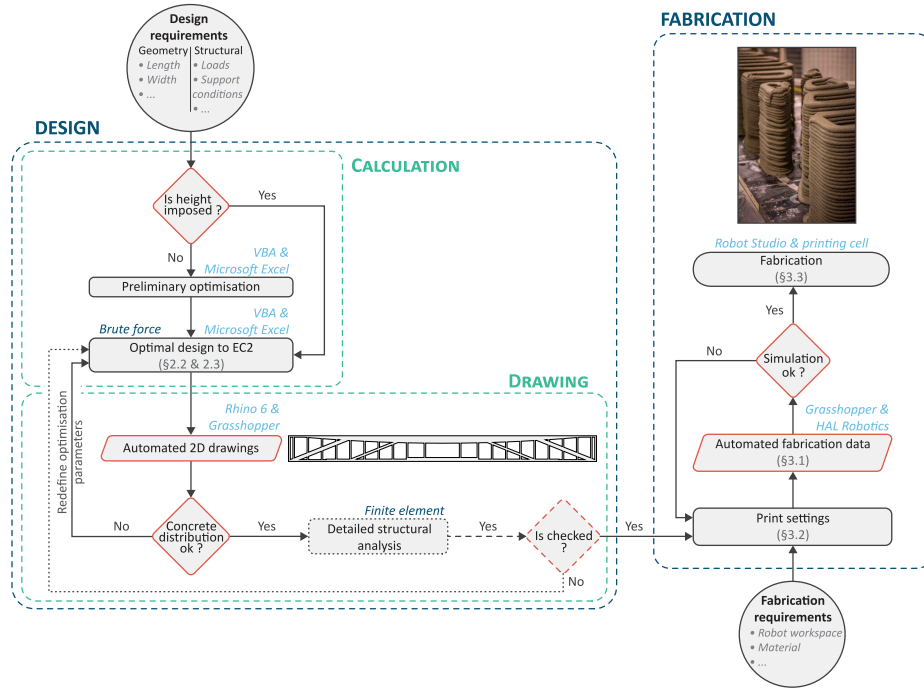 Design
requirements
Geometry
• Length
• Width
• ...
Structural
• Loads
• Support
conditions
• ...
DESIGN
CALCULATION
Is height
imposed ?
Yes
No
VBA &
Microsoft Excel
Preliminary optimisation
VBA &
Microsoft Excel
Brute force
Optimal design to EC2
(§2.2 & 2.3)
DRAWING
Redefine optimisation
parameters
Rhino 6 &
Grasshopper
Automated 2D drawings
Concrete
distribution
ok ?
No
Yes
Finite element
Detailed structural
analysis
Yes
Is checked
?
No
Yes
FABRICATION
Robot Studio & printing cell
Fabrication
(§3.3)
Yes
No
Simulation
ok ?
Grasshopper &
HAL Robotics
Automated fabrication data
(§3.1)
Print settings
(§3.2)
Fabrication
requirements
• Robot workspace
• Material
• ...